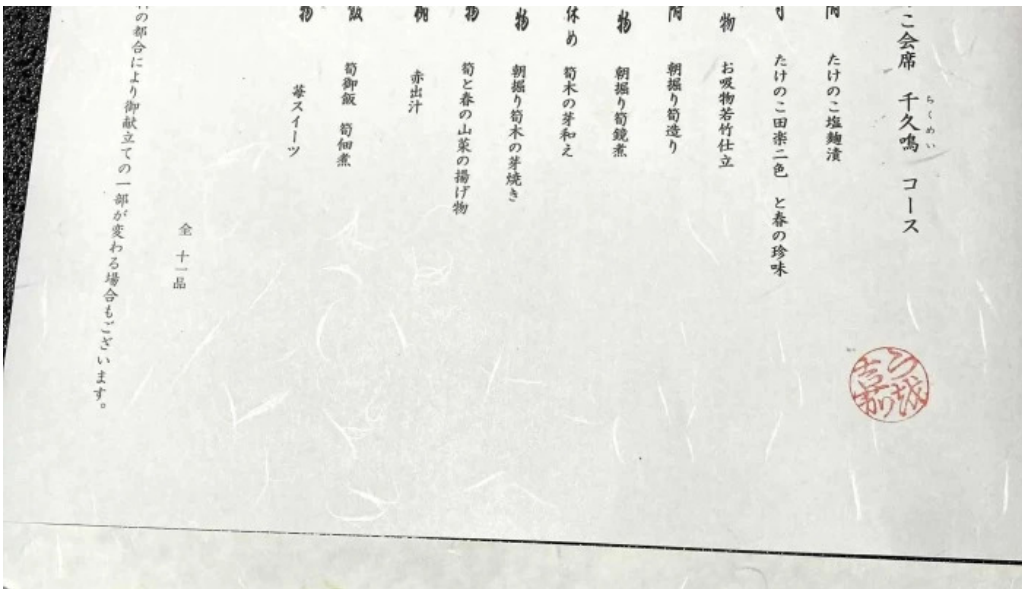 こ会席 千久鳴 コース
ちくめい
たけのこ塩麹漬
たけのこ田楽二色 と春の珍味
物 お吸物若竹仕立
朝掘り筍造り
物 朝掘り筍鏡煮
休め 筍木の芽和え
物 朝掘り筍木の芽焼き
物 筍と春の山菜の揚げ物
椀 赤出汁
飯 筍御飯 筍佃煮
物 苺スイーツ
全 十一品
の都合により御献立ての一部が変わる場合もございます。